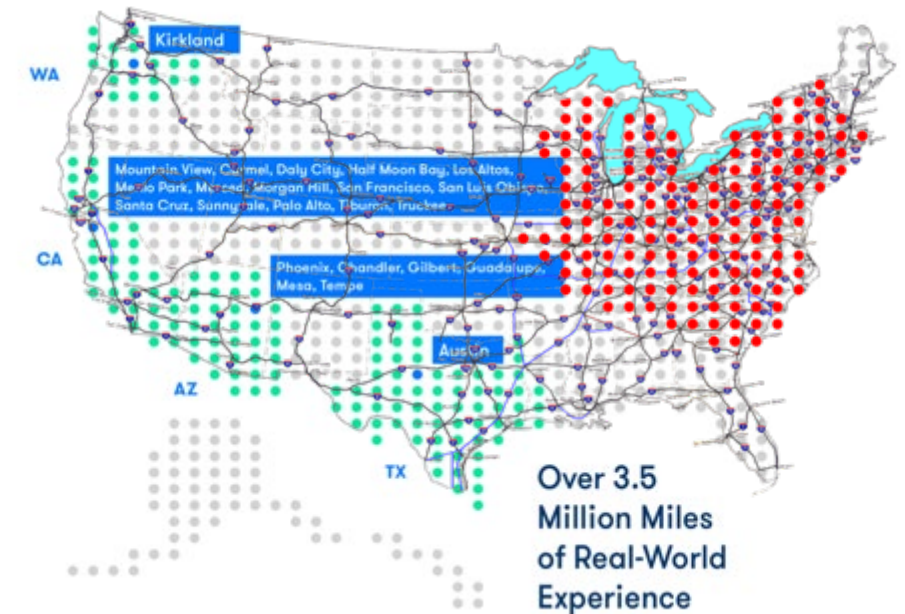 Kirkland
WA
Mountain View, Carmel, Daly City, Half Moon Bay, Los Altos,
Menlo Park, Merced, Morgan Hill, San Francisco, San Luis Obispo,
Santa Cruz, Sunnyvale, Palo Alto, Tiburon, Truckee
CA
Phoenix, Chandler, Gilbert, Guadalupe,
Mesa, Tempe
Austin
AZ
TX
Over 3.5
Million Miles
of Real-World
Experience